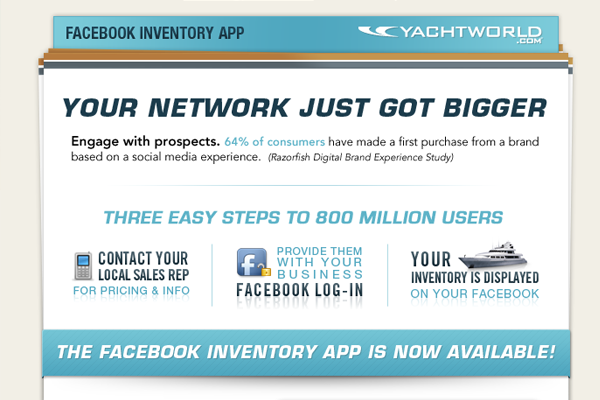 FACEBOOK INVENTORY APP
YACHTWORLD
.COM
YOUR NETWORK JUST GOT BIGGER
Engage with prospects. 64% of consumers have made a first purchase from a brand
based on a social media experience. (Razorfish Digital Brand Experience Study)
THREE EASY STEPS TO 800 MILLION USERS
CONTACT YOUR
LOCAL SALES REP
FOR PRICING & INFO
f
PROVIDE THEM
WITH YOUR
BUSINESS
FACEBOOK LOG-IN
YOUR
INVENTORY IS DISPLAYED
ON YOUR FACEBOOK
THE FACEBOOK INVENTORY APP IS NOW AVAILABLE!